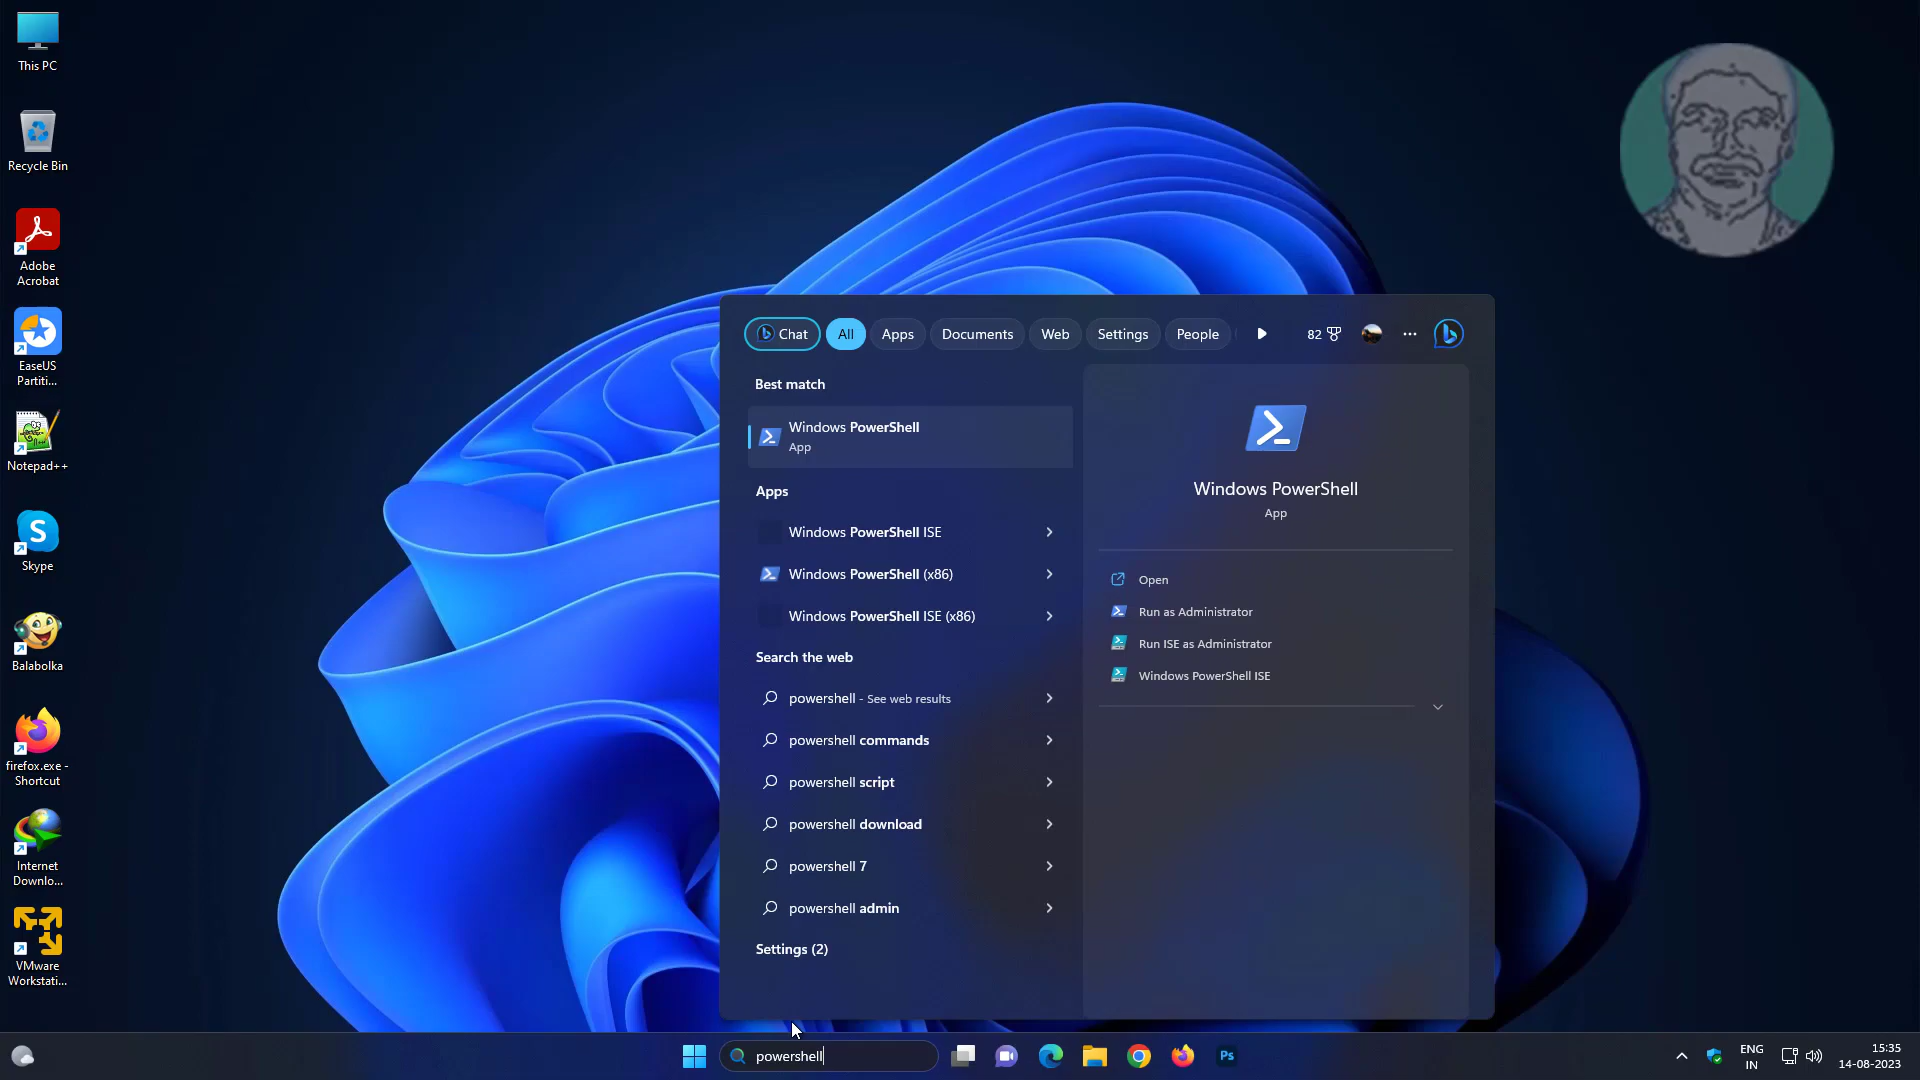 This PC
Recycle Bin
Adobe
Acrobat
EaseUS
Partiti...
Notepad++
Skype
Balabolka
firefox.exe -
Shortcut
Internet
Downlo...
VMware
Workstati...
Chat
All
Apps
Documents
Web
Settings
People
82
Best match
Windows PowerShell
App
Apps
Windows PowerShell ISE
Windows PowerShell (x86)
Windows PowerShell ISE (x86)
Search the web
powershell - See web results
powershell commands
powershell script
powershell download
powershell 7
powershell admin
Settings (2)
Windows PowerShell
App
Open
Run as Administrator
Run ISE as Administrator
Windows PowerShell ISE
powershell
Ps
ENG
IN
15:35
14-08-2023